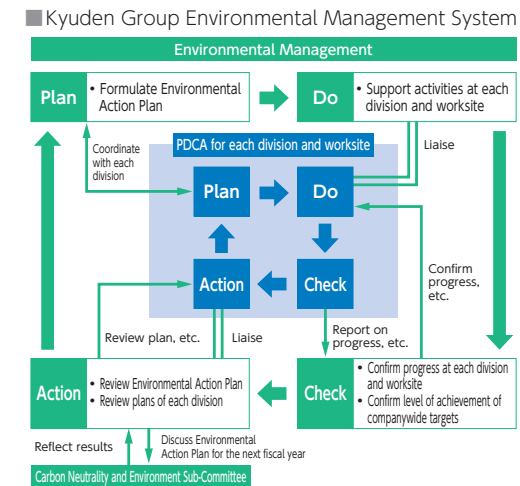 ■Kyuden Group Environmental Management System
Environmental Management
Plan
• Formulate Environmental
Action Plan
Do
• Support activities at each
division and worksite
Coordinate
with each
division
Liaise
PDCA for each division and worksite
Plan
Do
Action
Check
Confirm
progress,
etc.
Review plan, etc.
Liaise
Report on
progress, etc.
Action
• Review Environmental Action Plan
• Review plans of each division
Check
• Confirm progress at each division
and worksite
• Confirm level of achievement of
companywide targets
Reflect results
Discuss Environmental
Action Plan for the next fiscal year
Carbon Neutrality and Environment Sub-Committee